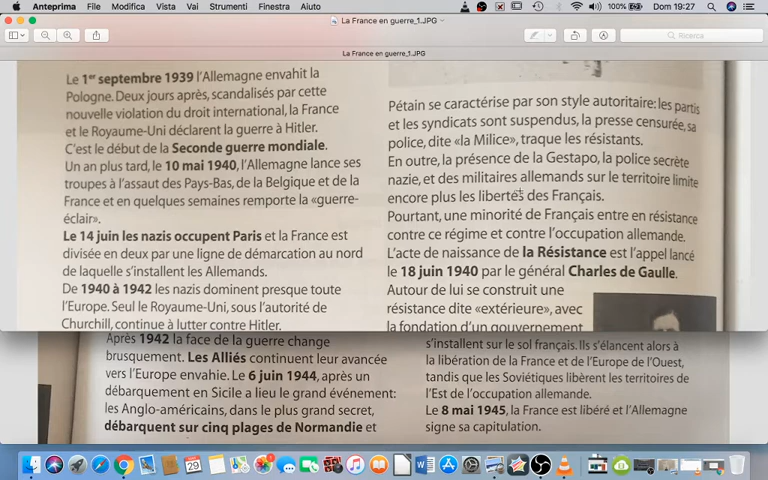 Anteprima File Modifica Vista Vai Strumenti Finestra Aiuto 100% Dom 19:27
La France en guerre_1.JPG
Ricerca
La France en guerre_1.JPG
Le 1er septembre 1939 l'Allemagne envahit la
Pologne. Deux jours après, scandalisés par cette
nouvelle violation du droit international, la France
et le Royaume-Uni déclarent la guerre à Hitler.
C'est le début de la Seconde guerre mondiale.
Un an plus tard, le 10 mai 1940, l'Allemagne lance ses
troupes à l'assaut des Pays-Bas, de la Belgique et de la
France et en quelques semaines remporte la «guerre-
éclair».
Le 14 juin les nazis occupent Paris et la France est
divisée en deux par une ligne de démarcation au nord
de laquelle s'installent les Allemands.
De 1940 à 1942 les nazis dominent presque toute
l'Europe. Seul le Royaume-Uni, sous l'autorité de
Churchill, continue à lutter contre Hitler.
Pétain se caractérise par son style autoritaire: les partis
et les syndicats sont suspendus, la presse censurée, sa
police, dite «la Milice», traque les résistants.
En outre, la présence de la Gestapo, la police secrète
nazie, et des militaires allemands sur le territoire limite
encore plus les libertés des Français.
Pourtant, une minorité de Français entre en résistance
contre ce régime et contre l'occupation allemande.
L'acte de naissance de la Résistance est l'appel lancé
le 18 juin 1940 par le général Charles de Gaulle.
Autour de lui se construit une
résistance dite «extérieure», avec
la fondation d'un gouvernement
Après 1942 la face de la guerre change
brusquement. Les Alliés continuent leur avancée
vers l'Europe envahie. Le 6 juin 1944, après un
débarquement en Sicile a lieu le grand événement:
les Anglo-américains, dans le plus grand secret,
débarquent sur cinq plages de Normandie et
s'installent sur le sol français. Ils s'élancent alors à
la libération de la France et de l'Europe de l'Ouest,
tandis que les Soviétiques libèrent les territoires de
l'Est de l'occupation allemande.
Le 8 mai 1945, la France est libéré et l'Allemagne
signe sa capitulation.